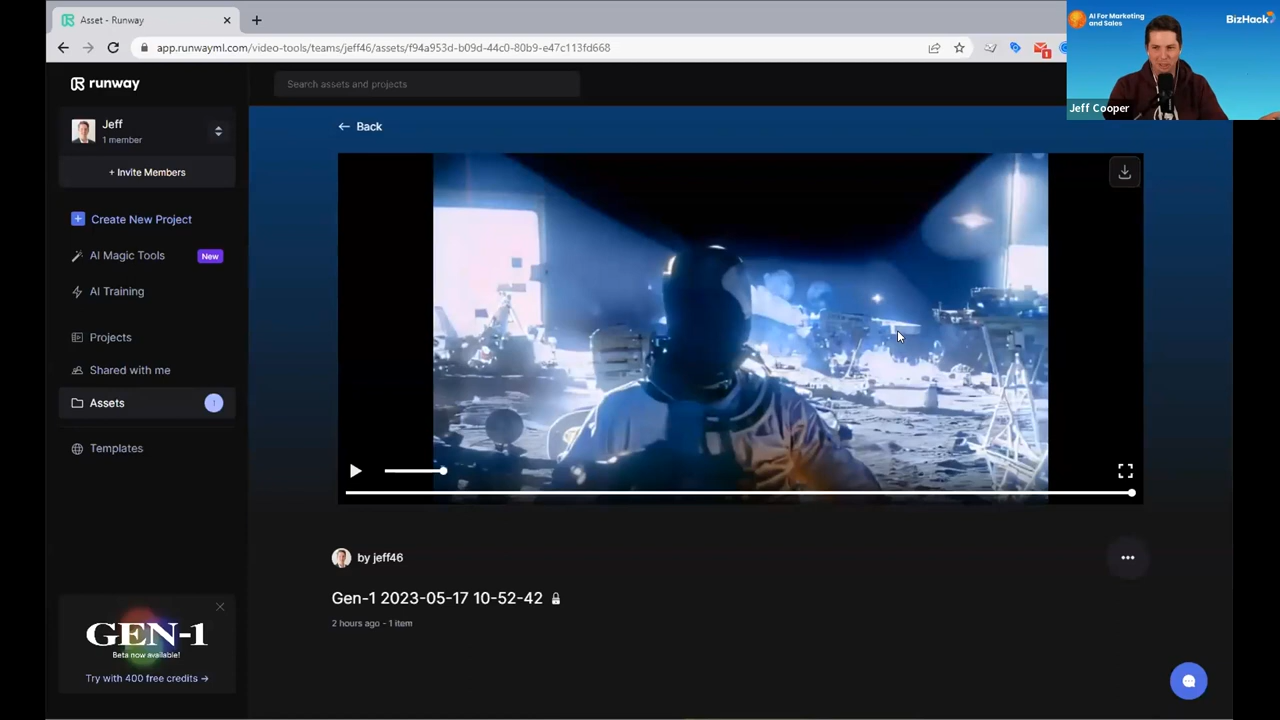 Asset - Runway
app.runwayml.com/video-tools/teams/jeff46/assets/f94a953d-b09d-44c0-80b9-e47c113fd668
1
AI For Marketing
and Sales
BizHack
Jeff Cooper
runway
Search assets and projects
Jeff
1 member
+ Invite Members
Create New Project
AI Magic Tools
New
AI Training
Projects
Shared with me
Assets
Templates
← Back
by jeff46
Gen-1 2023-05-17 10-52-42
2 hours ago - 1 item
GEN-1
Beta now available!
Try with 400 free credits →